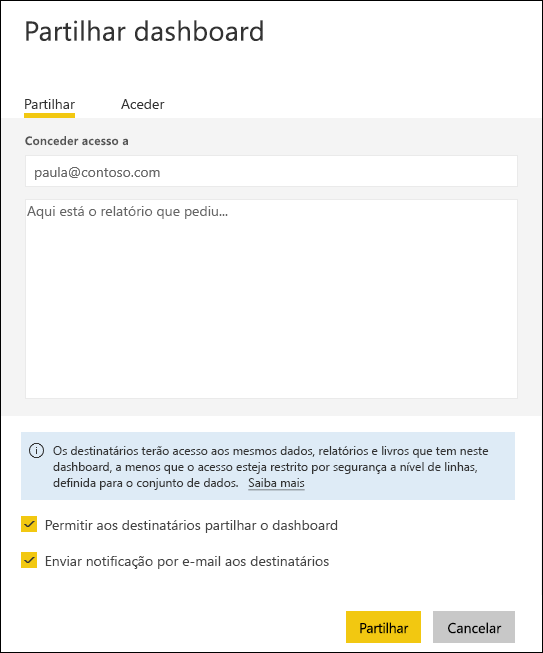 Partilhar dashboard
Partilhar Aceder
Conceder acesso a
paula@contoso.com
Aqui está o relatório que pediu...
Os destinatários terão acesso aos mesmos dados, relatórios e livros que tem neste
dashboard, a menos que o acesso esteja restrito por segurança a nível de linhas,
definida para o conjunto de dados. Saiba mais
Permitir aos destinatários partilhar o dashboard
Enviar notificação por e-mail aos destinatários
Partilhar Cancelar